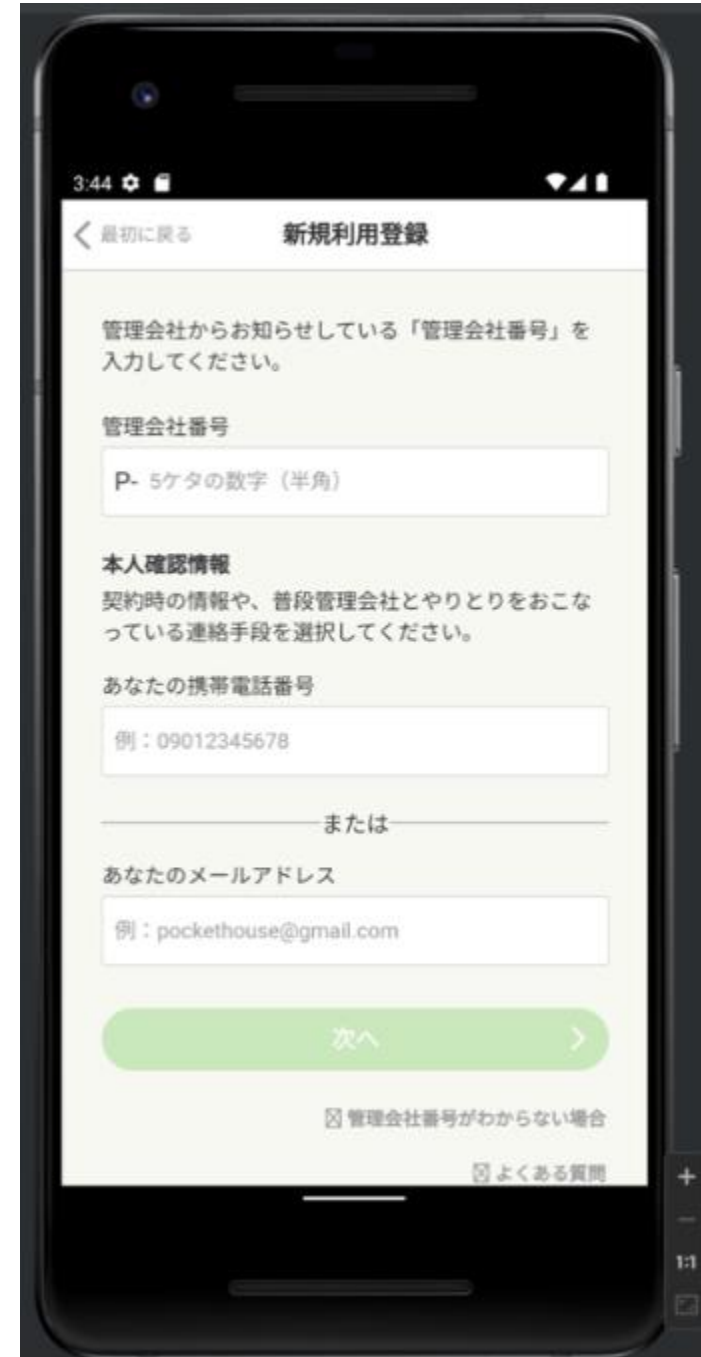 3:44
最初に戻る
新規利用登録
管理会社からお知らせしている「管理会社番号」を
入力してください。
管理会社番号
P- 5ケタの数字（半角）
本人確認情報
契約時の情報や、普段管理会社とやりとりをおこな
っている連絡手段を選択してください。
あなたの携帯電話番号
例：09012345678
または
あなたのメールアドレス
例：pockethouse@gmail.com
次へ
管理会社番号がわからない場合
よくある質問
1:1